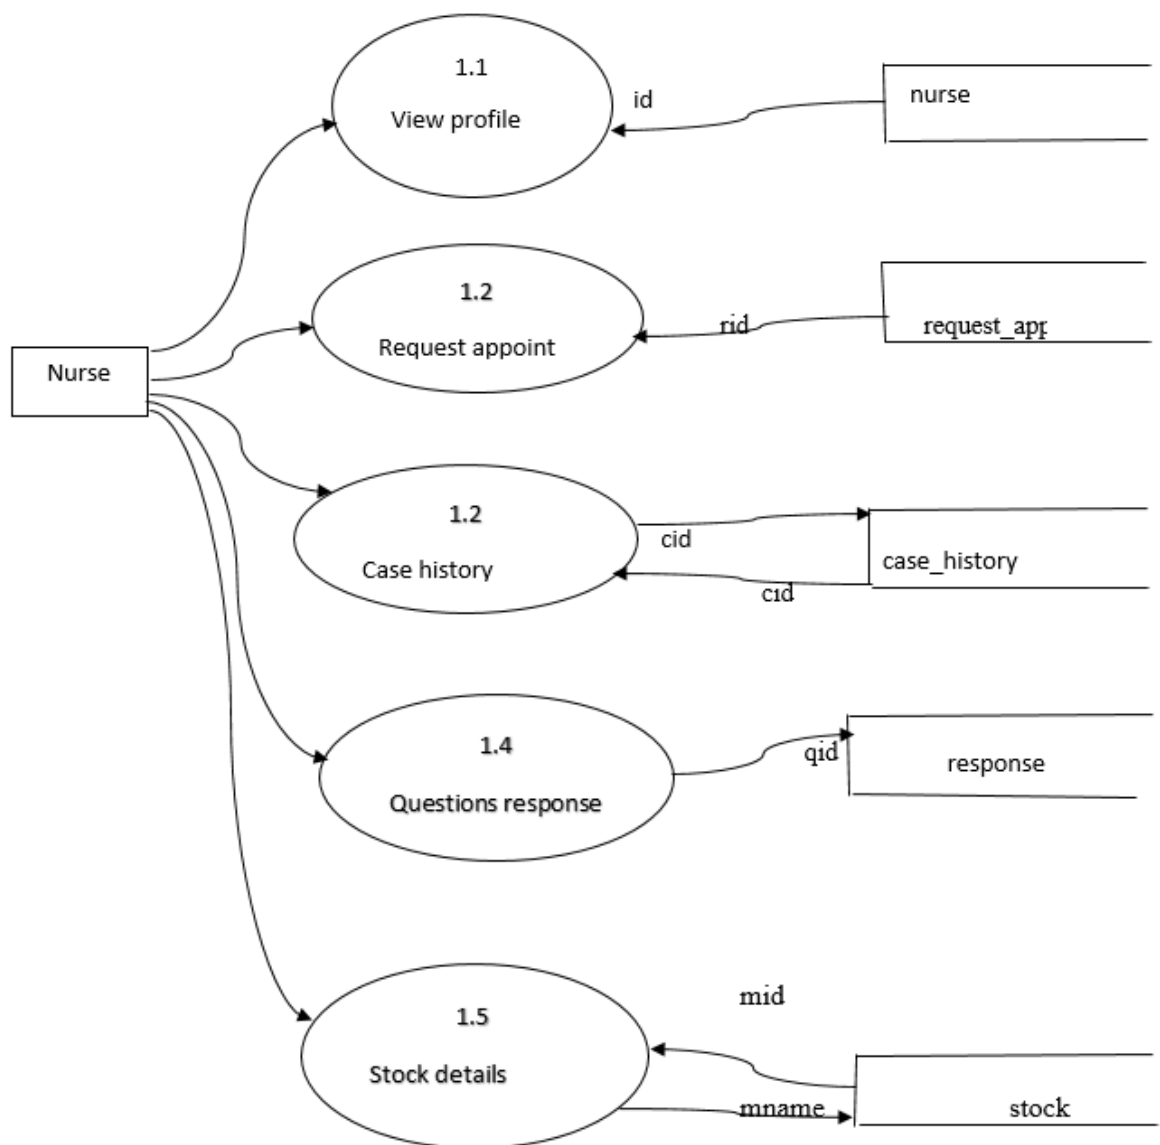 1.1
View profile
id
nurse
1.2
Request appoint
rid
request_app
Nurse
1.2
Case history
cid
cid
case_history
1.4
Questions response
qid
response
1.5
Stock details
mid
mname
stock